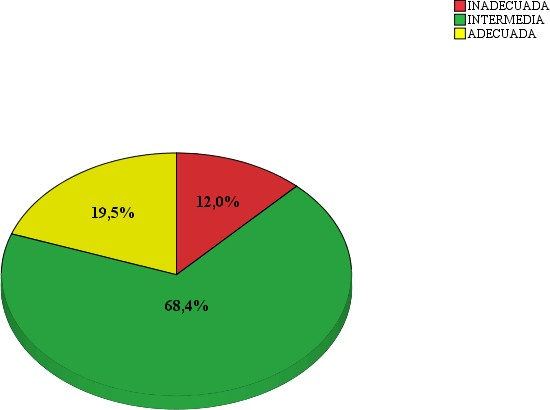 INADECUADA
INTERMEDIA
ADECUADA
12,0%
19,5%
68,4%